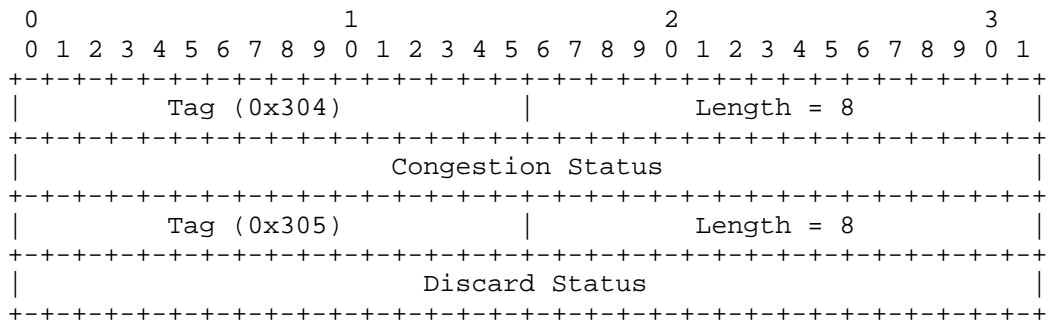 0                   1                   2                   3
 0 1 2 3 4 5 6 7 8 9 0 1 2 3 4 5 6 7 8 9 0 1 2 3 4 5 6 7 8 9 0 1
+-+-+-+-+-+-+-+-+-+-+-+-+-+-+-+-+-+-+-+-+-+-+-+-+-+-+-+-+-+-+-+-+
|         Tag (0x304)           |          Length = 8           |
+-+-+-+-+-+-+-+-+-+-+-+-+-+-+-+-+-+-+-+-+-+-+-+-+-+-+-+-+-+-+-+-+
|                       Congestion Status                       |
+-+-+-+-+-+-+-+-+-+-+-+-+-+-+-+-+-+-+-+-+-+-+-+-+-+-+-+-+-+-+-+-+
|         Tag (0x305)           |          Length = 8           |
+-+-+-+-+-+-+-+-+-+-+-+-+-+-+-+-+-+-+-+-+-+-+-+-+-+-+-+-+-+-+-+-+
|                         Discard Status                        |
+-+-+-+-+-+-+-+-+-+-+-+-+-+-+-+-+-+-+-+-+-+-+-+-+-+-+-+-+-+-+-+-+